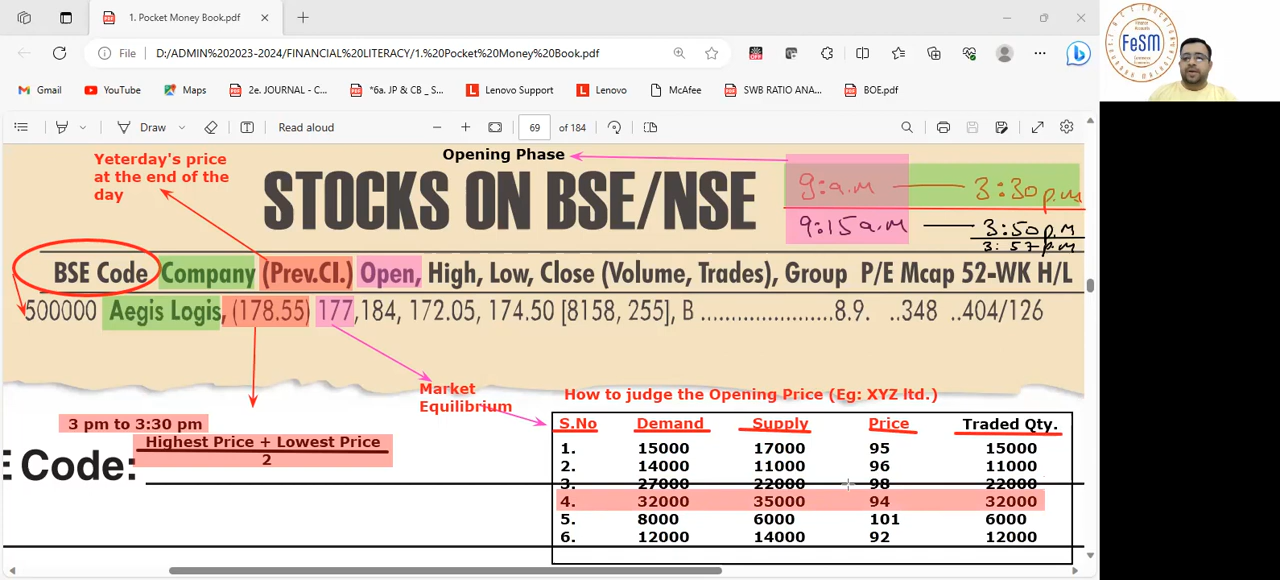 1. Pocket Money Book.pdf
File
D:/ADMIN%202023-2024/FINANCIAL%20LITERACY/1.%20Pocket%20Money%20Book.pdf
Gmail
YouTube
Maps
2e. JOURNAL - C...
*6a. JP & CB _ S...
Lenovo Support
Lenovo
McAfee
SWB RATIO ANA...
BOE.pdf
Draw
Read aloud
69 of 184
FeSM
Yeterday's price
at the end of the
day
Opening Phase
STOCKS ON BSE/NSE
9:a.m 3:30p.m
9:15a.m 3:50p.m
3:57p.m
BSE Code Company (Prev.Cl.) Open, High, Low, Close (Volume, Trades), Group P/E Mcap 52-WK H/L
500000 Aegis Logis, (178.55) 177,184, 172.05, 174.50 [8158, 255], B .......................8.9. ..348 ..404/126
Market
Equilibrium
How to judge the Opening Price (Eg: XYZ ltd.)
3 pm to 3:30 pm
Highest Price + Lowest Price
2
E Code:
S.No Demand Supply Price Traded Qty.
1. 15000 17000 95 15000
2. 14000 11000 96 11000
3. 27000 22000 98 22000
4. 32000 35000 94 32000
5. 8000 6000 101 6000
6. 12000 14000 92 12000